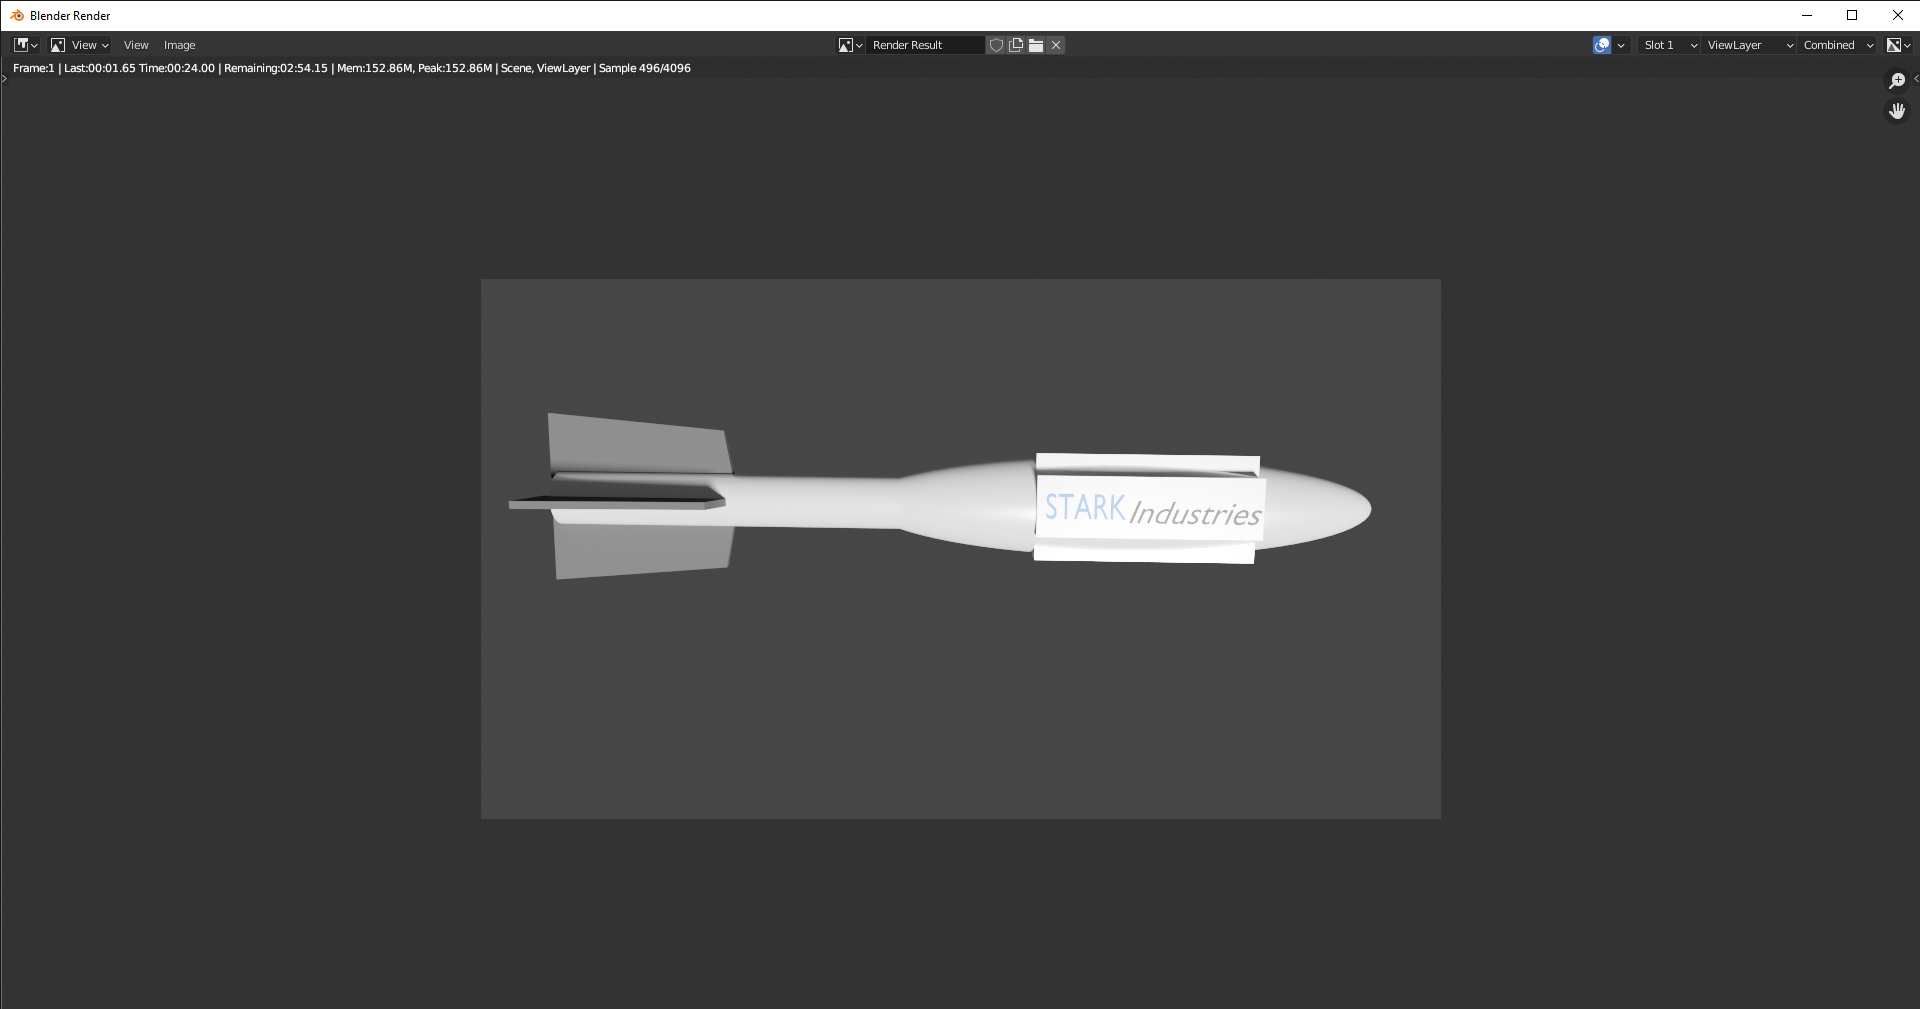 Blender Render
View View Image Render Result Slot 1 ViewLayer Combined
Frame:1 | Last:00:01.65 Time:00:24.00 | Remaining:02:54.15 | Mem:152.86M, Peak:152.86M | Scene, ViewLayer | Sample 496/4096
STARK Industries